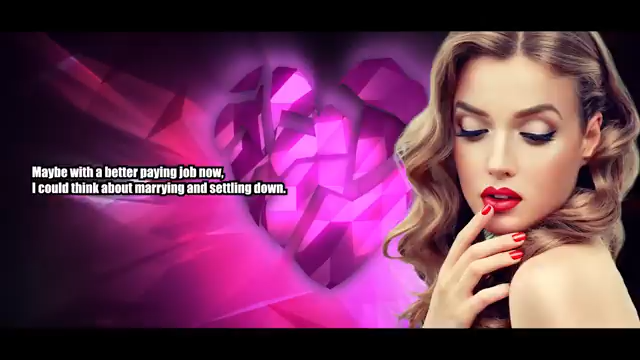 Maybe with a better paying job now,
I could think about marrying and settling down.